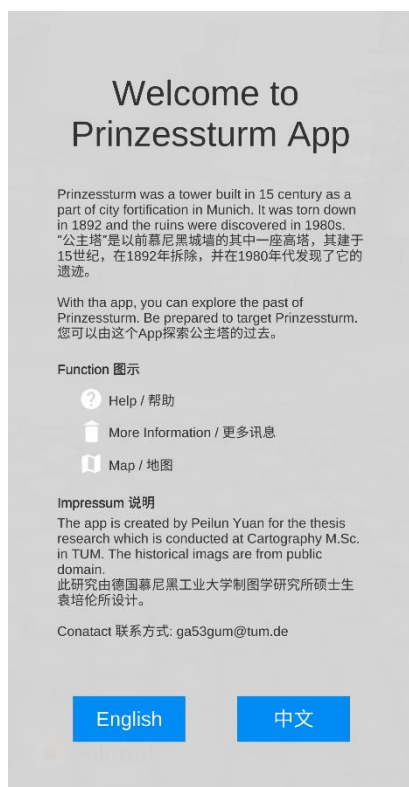 Welcome to
Prinzessturm App
Prinzessturm was a tower built in 15 century as a
part of city fortification in Munich. It was torn down
in 1892 and the ruins were discovered in 1980s.
"公主塔"是以前慕尼黑城墙的其中一座高塔，其建于
15世纪，在1892年拆除，并在1980年代发现了它的
遗迹。
With tha app, you can explore the past of
Prinzessturm. Be prepared to target Prinzessturm.
您可以由这个App探索公主塔的过去。
Function 图示
Help / 帮助
More Information / 更多讯息
Map / 地图
Impressum 说明
The app is created by Peilun Yuan for the thesis
research which is conducted at Cartography M.Sc.
in TUM. The historical imags are from public
domain.
此研究由德国慕尼黑工业大学制图学研究所硕士生
袁培伦所设计。
Conatact 联系方式: ga53gum@tum.de
English
中文